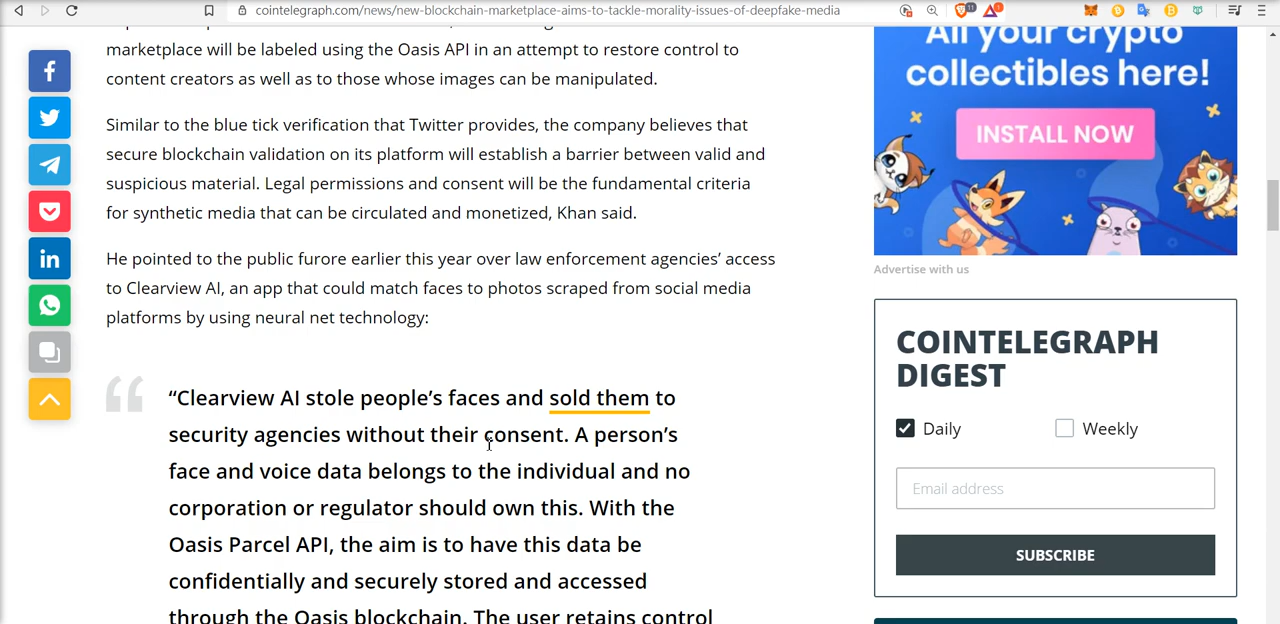 cointelegraph.com/news/new-blockchain-marketplace-aims-to-tackle-morality-issues-of-deepfake-media
11
marketplace will be labeled using the Oasis API in an attempt to restore control to
content creators as well as to those whose images can be manipulated.
Similar to the blue tick verification that Twitter provides, the company believes that
secure blockchain validation on its platform will establish a barrier between valid and
suspicious material. Legal permissions and consent will be the fundamental criteria
for synthetic media that can be circulated and monetized, Khan said.
He pointed to the public furore earlier this year over law enforcement agencies’ access
to Clearview AI, an app that could match faces to photos scraped from social media
platforms by using neural net technology:
“Clearview AI stole people’s faces and sold them to
security agencies without their consent. A person’s
face and voice data belongs to the individual and no
corporation or regulator should own this. With the
Oasis Parcel API, the aim is to have this data be
confidentially and securely stored and accessed
through the Oasis blockchain. The user retains control
All your crypto
collectibles here!
INSTALL NOW
Advertise with us
COINTELEGRAPH
DIGEST
Daily
Weekly
Email address
SUBSCRIBE